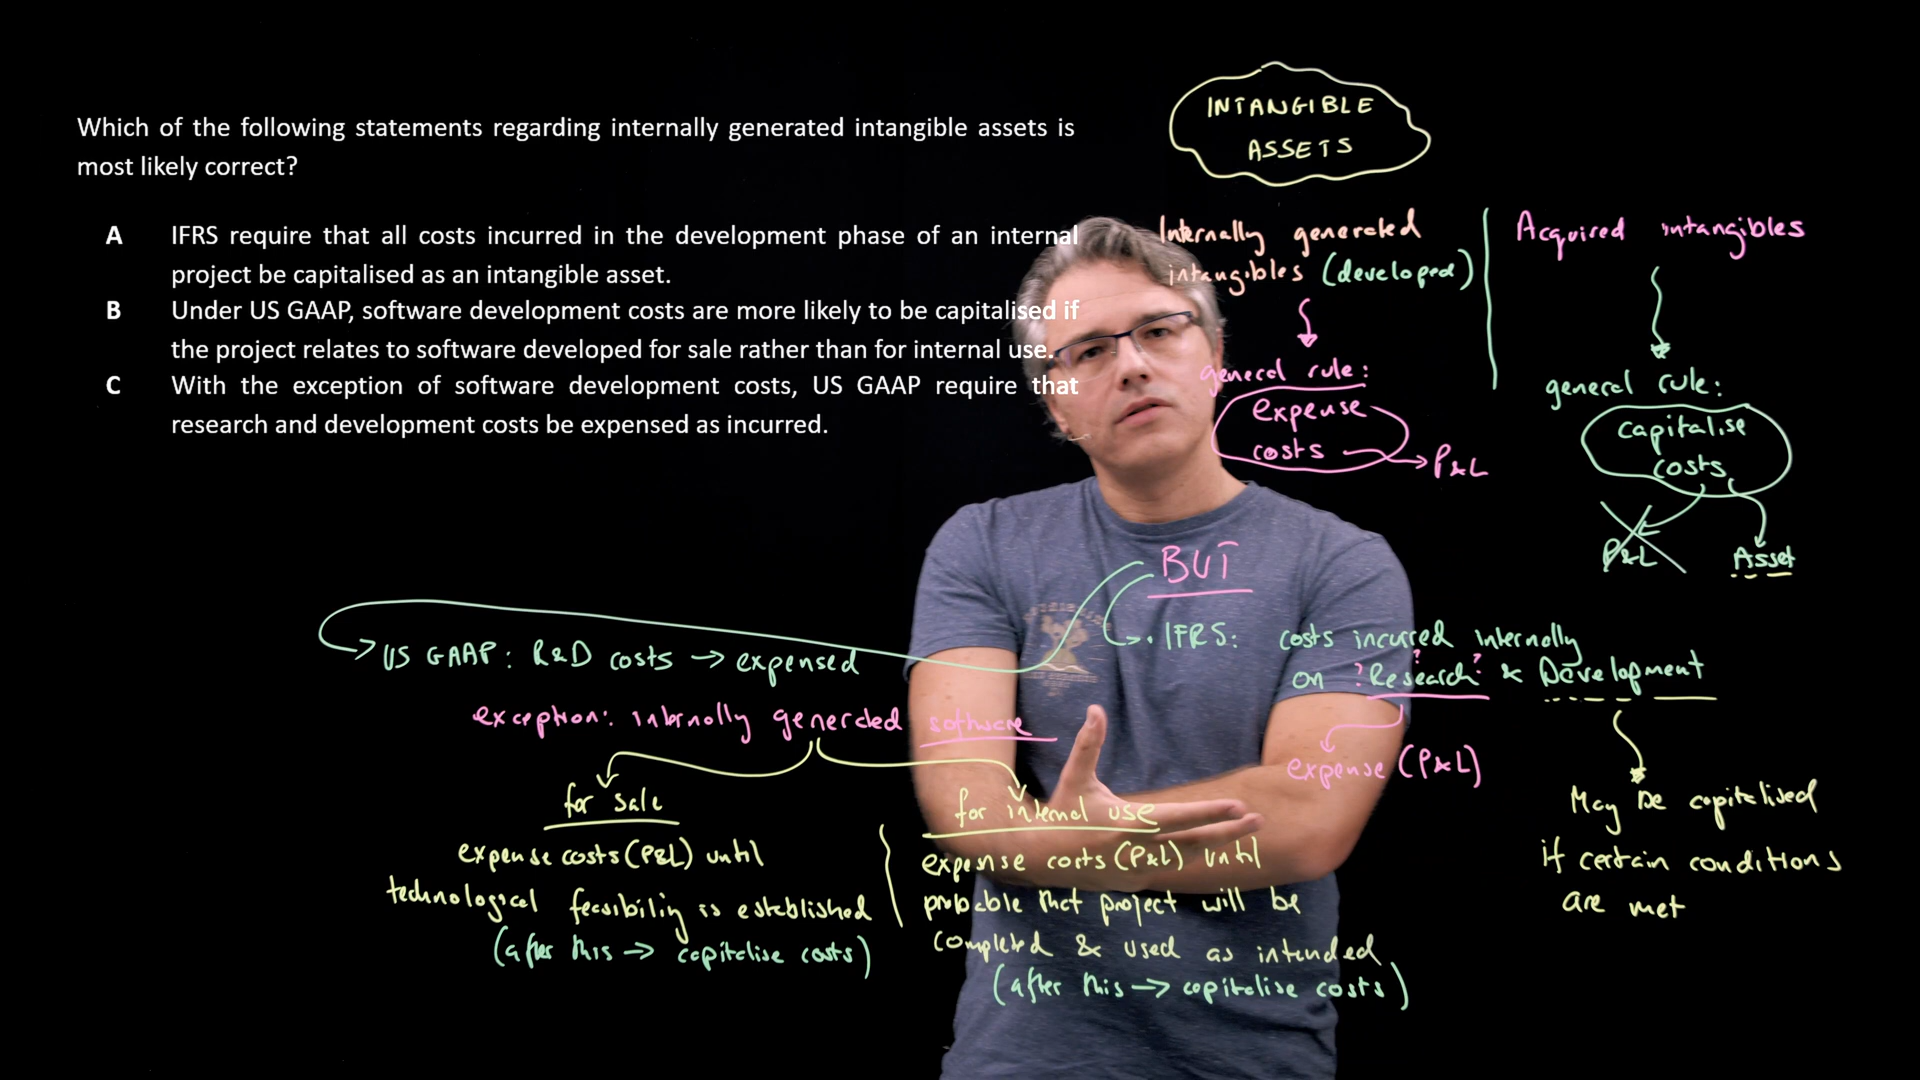 Which of the following statements regarding internally generated intangible assets is
most likely correct?
A IFRS require that all costs incurred in the development phase of an internal
project be capitalised as an intangible asset.
B Under US GAAP, software development costs are more likely to be capitalised if
the project relates to software developed for sale rather than for internal use.
C With the exception of software development costs, US GAAP require that
research and development costs be expensed as incurred.
INTANGIBLE
ASSETS
Internally generated
intangibles (developed)
general rule:
expense
costs → P&L
Acquired intangibles
general rule:
capitalise
costs
P&L
Asset
BUT
• IFRS: costs incurred internally
on ?Research? & Development
expense (P&L)
May be capitalised
if certain conditions
are met
US GAAP: R&D costs → expensed
exception: internally generated software
for sale
expense costs (P&L) until
technological feasibility is established
(after this → capitalise costs)
for internal use
expense costs (P&L) until
probable that project will be
completed & used as intended
(after this → capitalise costs)